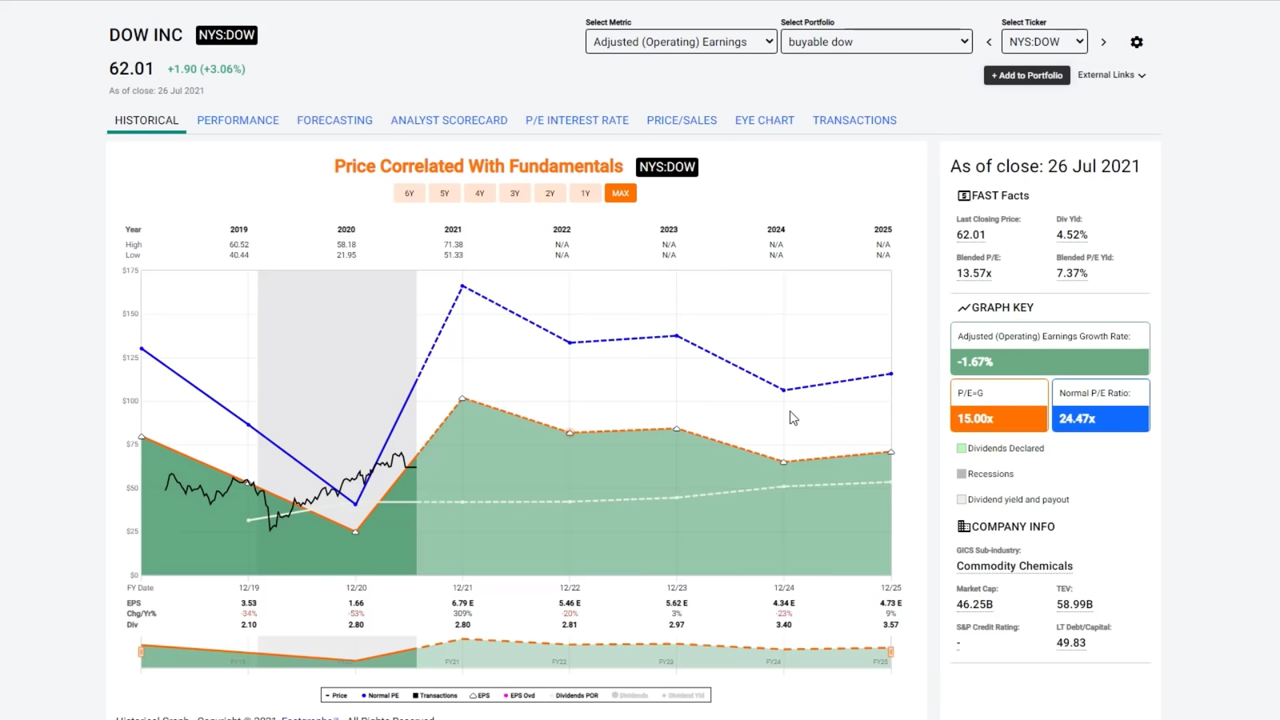 DOW INC NYS:DOW
62.01 +1.90 (+3.06%)
As of close: 26 Jul 2021
Select Metric Select Portfolio Select Ticker
Adjusted (Operating) Earnings buyable dow < NYS:DOW >
+ Add to Portfolio External Links
HISTORICAL PERFORMANCE FORECASTING ANALYST SCORECARD P/E INTEREST RATE PRICE/SALES EYE CHART TRANSACTIONS
Price Correlated With Fundamentals NYS:DOW
6Y 5Y 4Y 3Y 2Y 1Y MAX
Year 2019 2020 2021 2022 2023 2024 2025
High 60.52 58.18 71.38 N/A N/A N/A N/A
Low 40.44 21.95 51.33 N/A N/A N/A N/A
$175
$150
$125
$100
$75
$50
$25
$0
FY Date 12/19 12/20 12/21 12/22 12/23 12/24 12/25
EPS 3.53 1.66 6.79 E 5.46 E 5.62 E 4.34 E 4.73 E
Chg/Yr% -34% -53% 309% -20% 3% -23% 9%
Div 2.10 2.80 2.80 2.81 2.97 3.40 3.57
FY19 FY21 FY22 FY23 FY24 FY25
Price Normal PE Transactions EPS EPS Ovd Dividends POR Dividends Dividend Yld
As of close: 26 Jul 2021
FAST Facts
Last Closing Price: Div Yld:
62.01 4.52%
Blended P/E: Blended P/E Yld:
13.57x 7.37%
GRAPH KEY
Adjusted (Operating) Earnings Growth Rate:
-1.67%
P/E=G Normal P/E Ratio:
15.00x 24.47x
Dividends Declared
Recessions
Dividend yield and payout
COMPANY INFO
GICS Sub-industry:
Commodity Chemicals
Market Cap: TEV:
46.25B 58.99B
S&P Credit Rating: LT Debt/Capital:
- 49.83